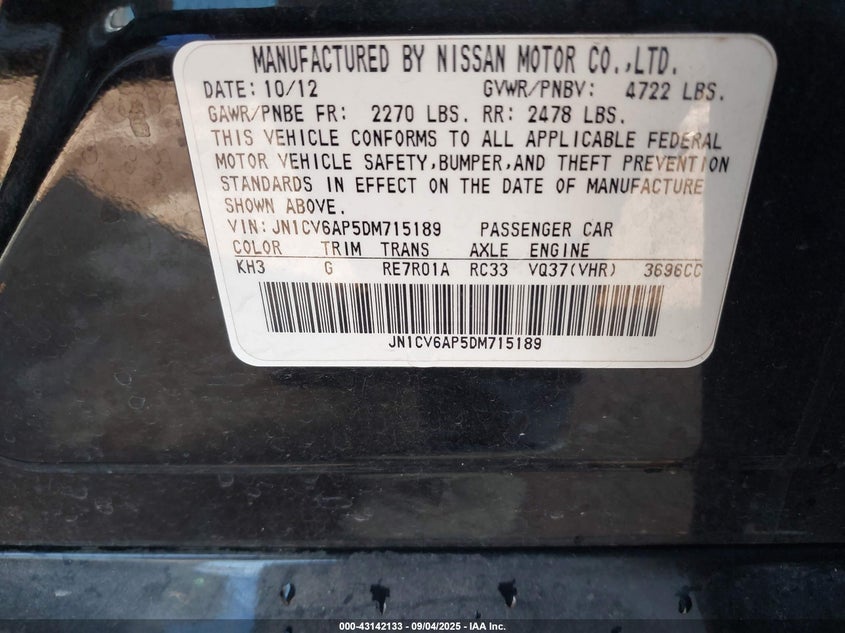 MANUFACTURED BY NISSAN MOTOR CO.,LTD.
DATE: 10/12 GVWR/PNBV: 4722 LBS.
GAWR/PNBE FR: 2270 LBS. RR: 2478 LBS.
THIS VEHICLE CONFORMS TO ALL APPLICABLE FEDERAL
MOTOR VEHICLE SAFETY,BUMPER,AND THEFT PREVENTION
STANDARDS IN EFFECT ON THE DATE OF MANUFACTURE
SHOWN ABOVE.
VIN: JN1CV6AP5DM715189 PASSENGER CAR
COLOR TRIM TRANS AXLE ENGINE
KH3 G RE7R01A RC33 VQ37(VHR) 3696CC
JN1CV6AP5DM715189
000-43142133 - 09/04/2025 - IAA Inc.